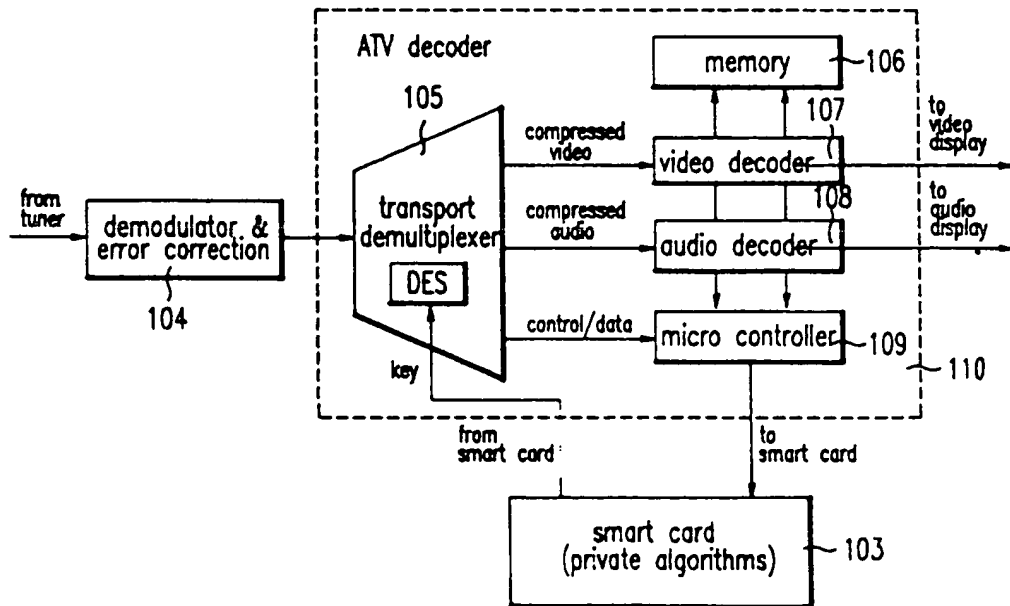 ATV decoder
memory
106
105
compressed
video
107
to
video
display
video decoder
108
from
tuner
demodulator &
error correction
104
transport
demultiplexer
compressed
audio
audio decoder
to
audio
display
DES
control/data
micro controller
109
key
110
from
smart card
to
smart card
smart card
(private algorithms)
103